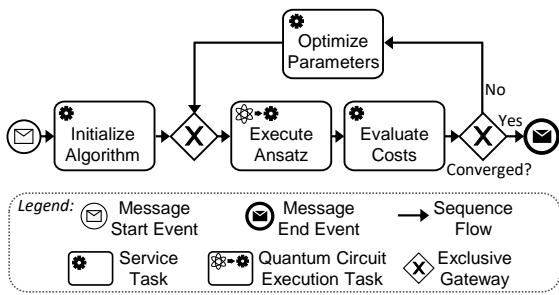 Optimize
Parameters
No
Initialize
Algorithm
X
Execute
Ansatz
Evaluate
Costs
X
Yes
Converged?
Legend:
Message
Start Event
Message
End Event
Sequence
Flow
Service
Task
Quantum Circuit
Execution Task
X
Exclusive
Gateway